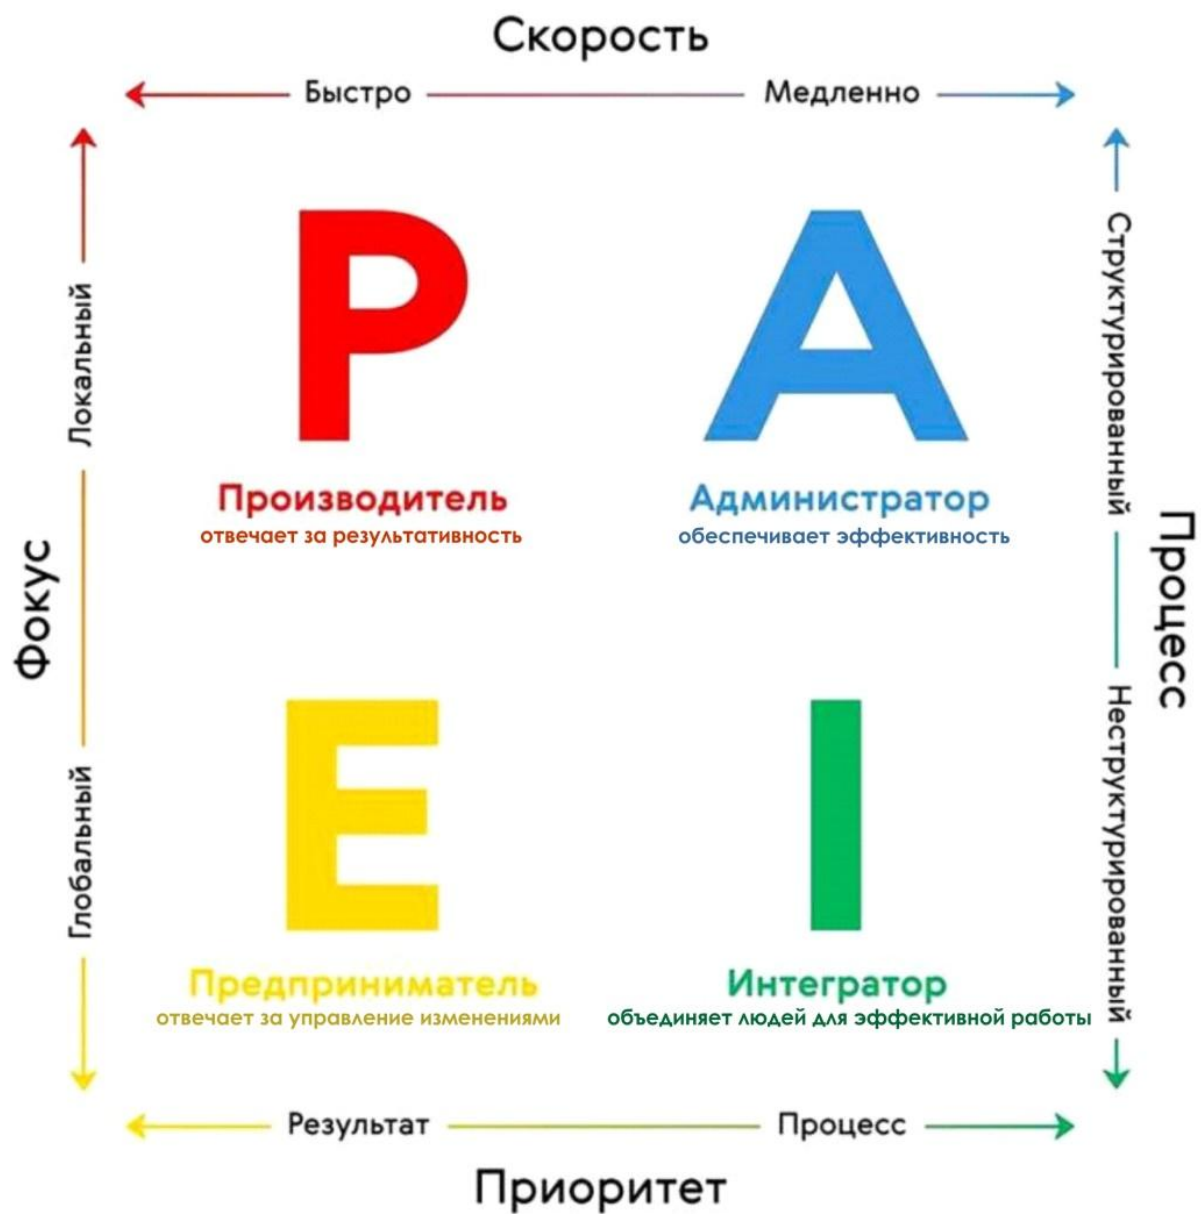 Скорость
Быстро
Медленно
Фокус
Локальный
Глобальный
P
A
Производитель
отвечает за результативность
Администратор
обеспечивает эффективность
E
I
Предприниматель
отвечает за управление изменениями
Интегратор
объединяет людей для эффективной работы
Структурированный
Неструктурированный
Процесс
Результат
Процесс
Приоритет